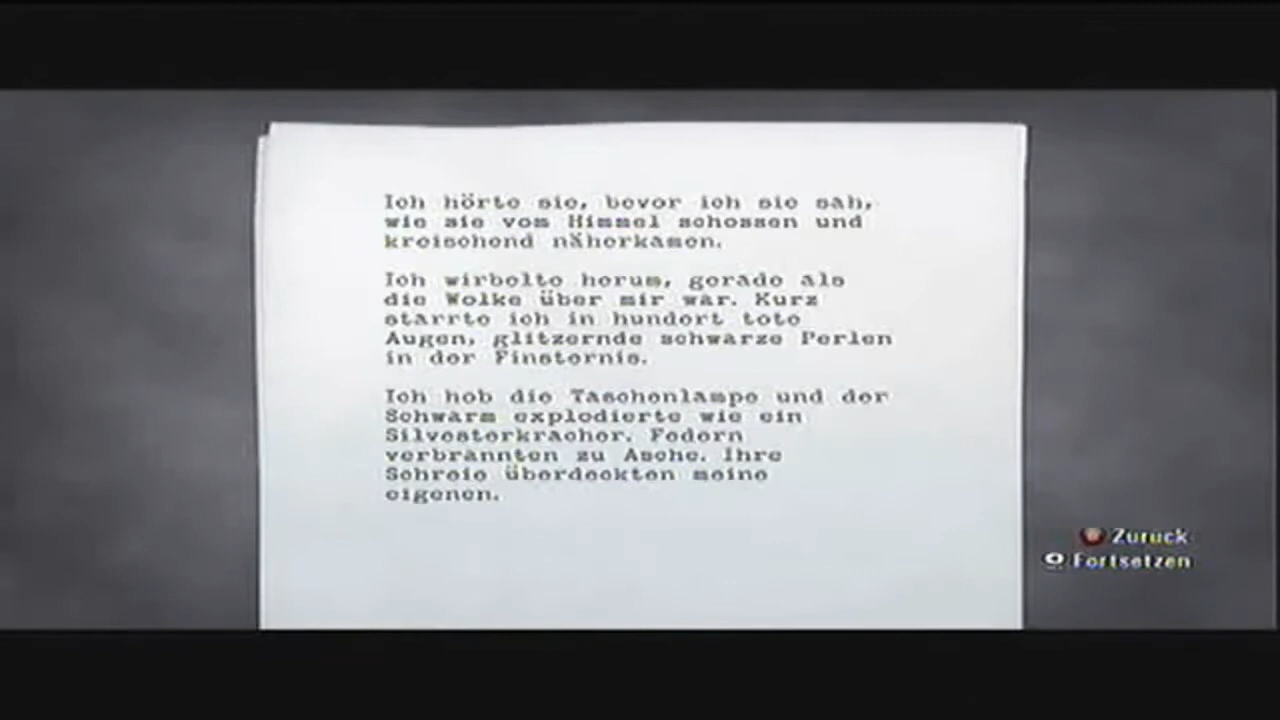 Ich hörte sie, bevor ich sie sah,
wie sie vom Himmel schossen und
kreischend näherkamen.
Ich wirbelte herum, gerade als
die Wolke über mir war. Kurz
starrte ich in hundert tote
Augen, glitzernde schwarze Perlen
in der Finsternis.
Ich hob die Taschenlampe und der
Schwarm explodierte wie ein
Silvesterkracher. Federn
verbrannten zu Asche. Ihre
Schreie überdeckten meine
eigenen.
Zurück
Fortsetzen